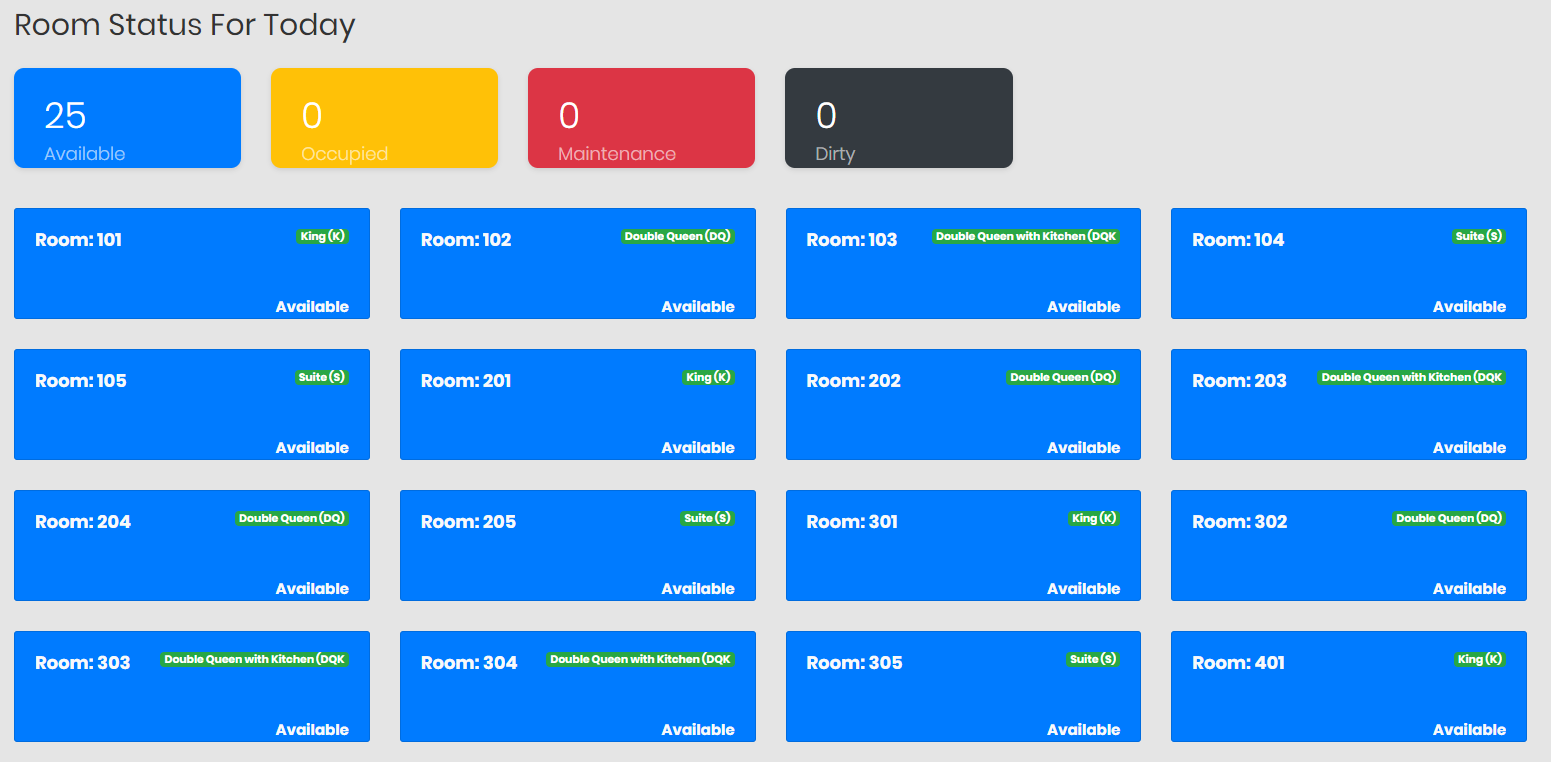 Room Status For Today
25
Available
0
Occupied
0
Maintenance
0
Dirty
Room: 101
King (K)
Available
Room: 102
Double Queen (DQ)
Available
Room: 103
Double Queen with Kitchen (DQK
Available
Room: 104
Suite (S)
Available
Room: 105
Suite (S)
Available
Room: 201
King (K)
Available
Room: 202
Double Queen (DQ)
Available
Room: 203
Double Queen with Kitchen (DQK
Available
Room: 204
Double Queen (DQ)
Available
Room: 205
Suite (S)
Available
Room: 301
King (K)
Available
Room: 302
Double Queen (DQ)
Available
Room: 303
Double Queen with Kitchen (DQK
Available
Room: 304
Double Queen with Kitchen (DQK
Available
Room: 305
Suite (S)
Available
Room: 401
King (K)
Available